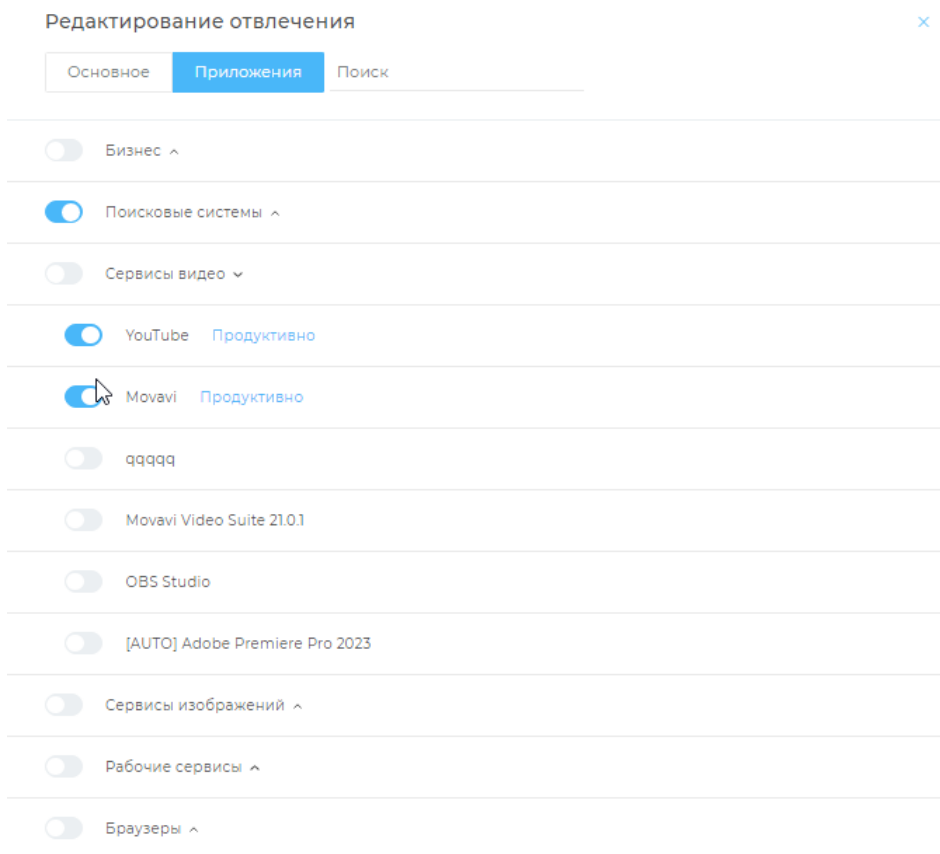 Редактирование отвлечения
Основное Приложения Поиск
Бизнес
Поисковые системы
Сервисы видео
YouTube Продуктивно
Movavi Продуктивно
qqqqq
Movavi Video Suite 21.0.1
OBS Studio
[AUTO] Adobe Premiere Pro 2023
Сервисы изображений
Рабочие сервисы
Браузеры